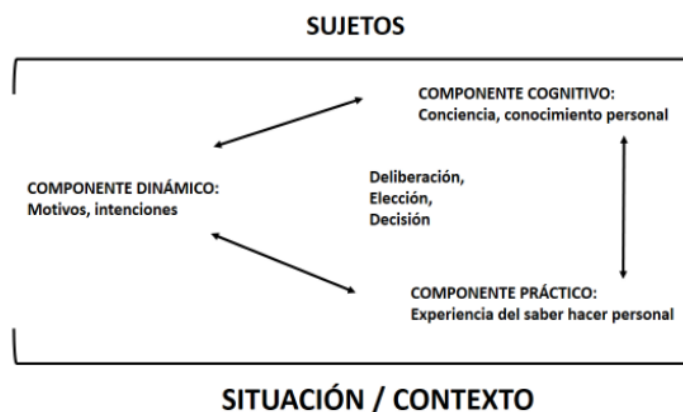 SUJETOS
COMPONENTE COGNITIVO:
Conciencia, conocimiento personal
COMPONENTE DINÁMICO:
Motivos, intenciones
Deliberación,
Elección,
Decisión
COMPONENTE PRÁCTICO:
Experiencia del saber hacer personal
SITUACIÓN / CONTEXTO